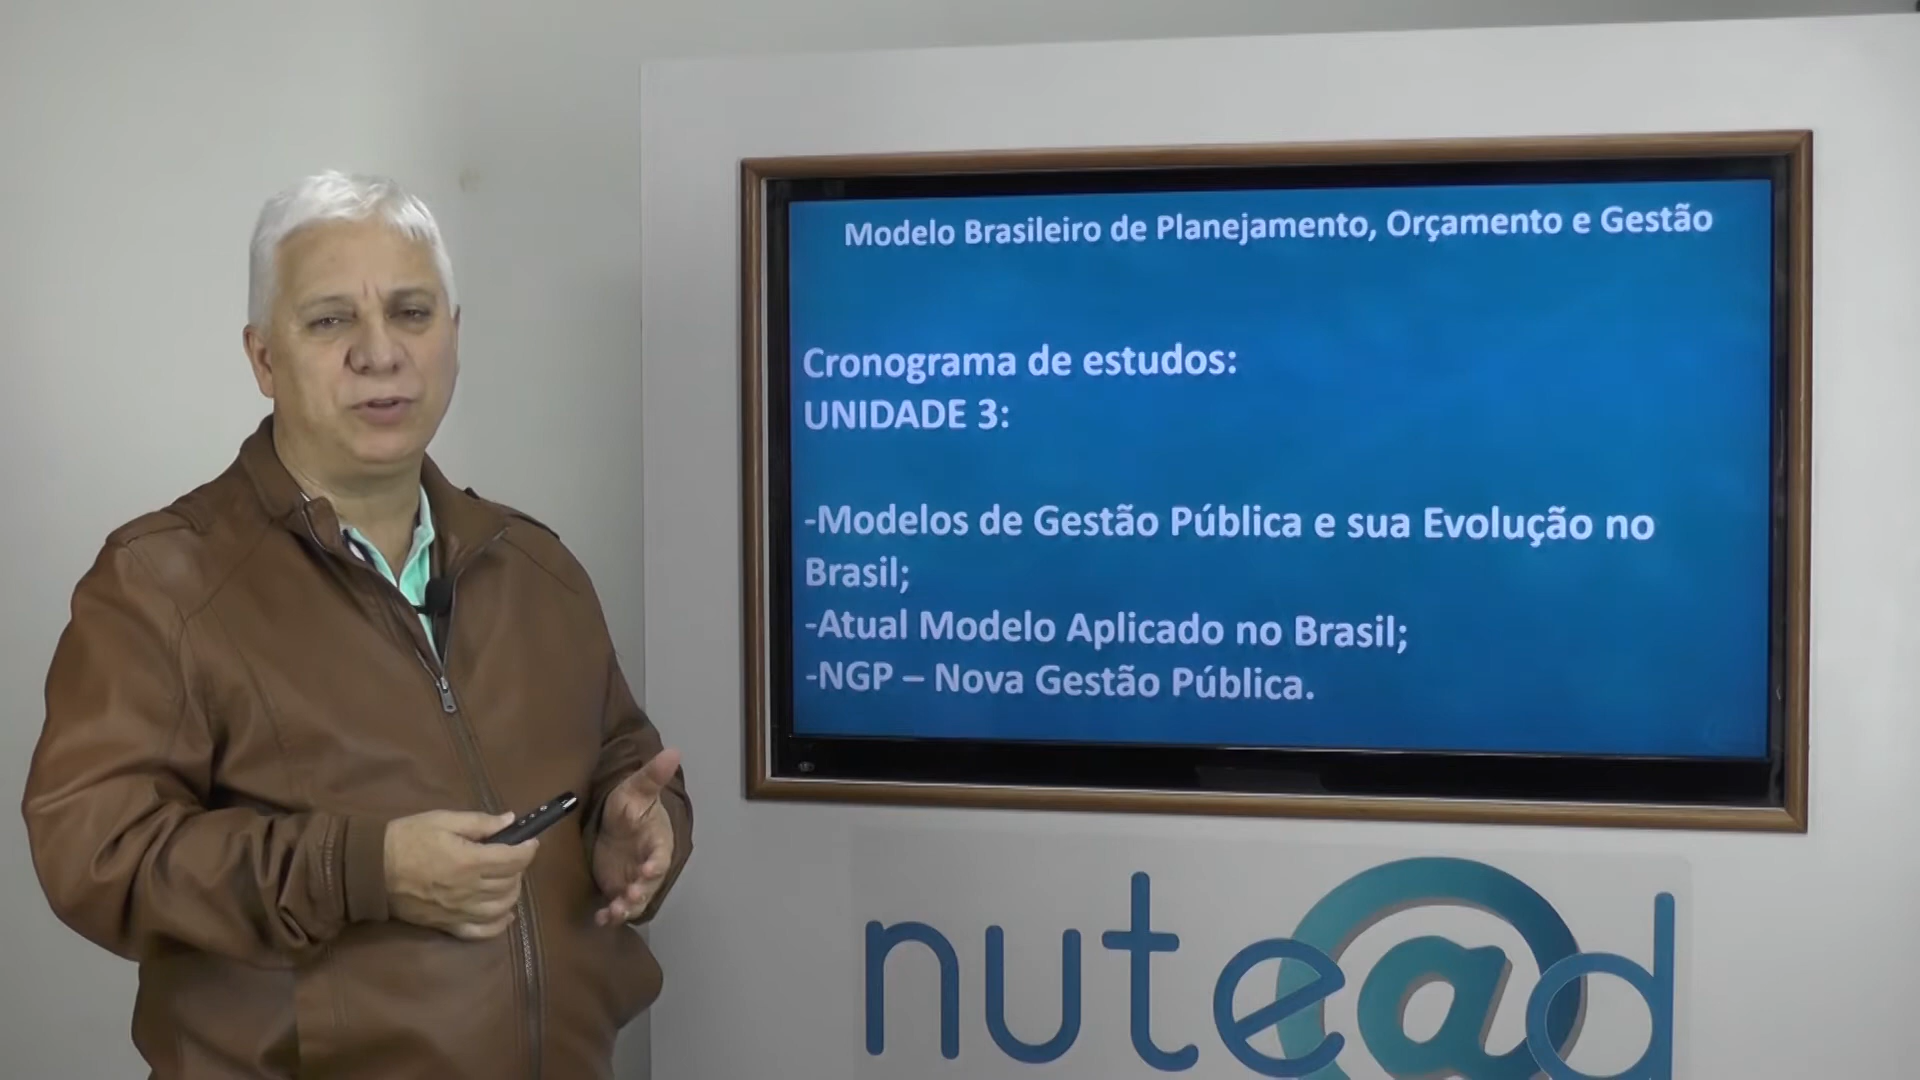 Modelo Brasileiro de Planejamento, Orçamento e Gestão
Cronograma de estudos:
UNIDADE 3:
-Modelos de Gestão Pública e sua Evolução no
Brasil;
-Atual Modelo Aplicado no Brasil;
-NGP – Nova Gestão Pública.
nute@d